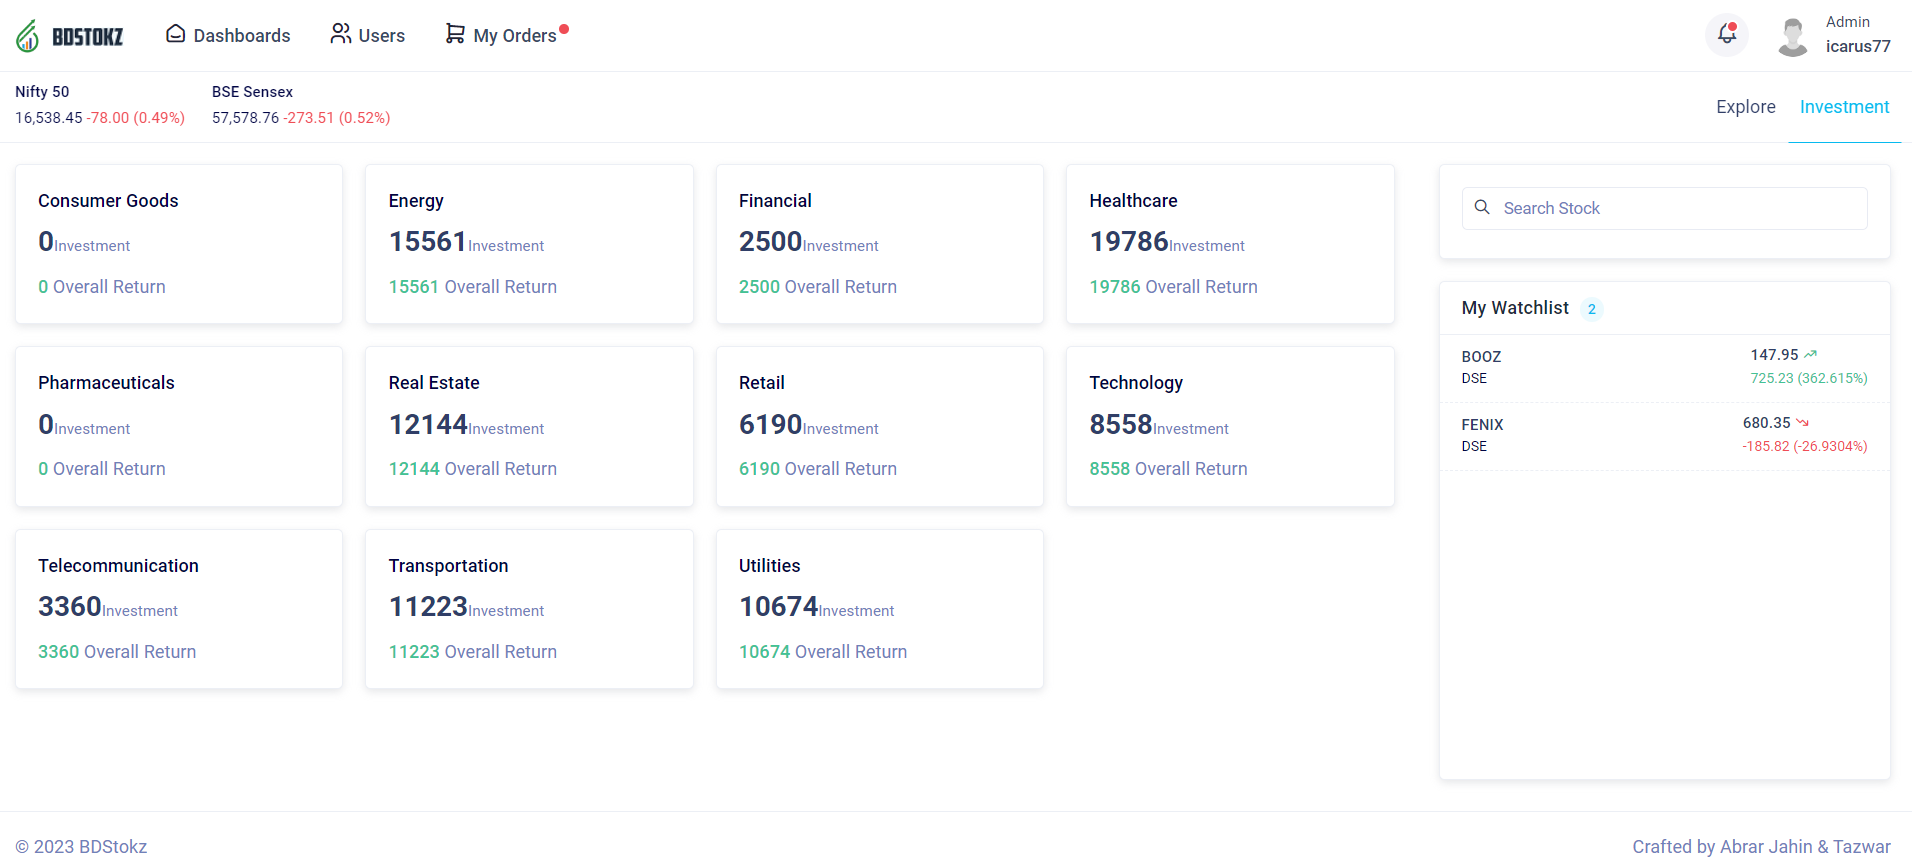 BDSTOKZ
Dashboards
Users
My Orders
Admin
icarus77
Nifty 50
16,538.45 -78.00 (0.49%)
BSE Sensex
57,578.76 -273.51 (0.52%)
Explore
Investment
Consumer Goods
0Investment
0 Overall Return
Energy
15561Investment
15561 Overall Return
Financial
2500Investment
2500 Overall Return
Healthcare
19786Investment
19786 Overall Return
Pharmaceuticals
0Investment
0 Overall Return
Real Estate
12144Investment
12144 Overall Return
Retail
6190Investment
6190 Overall Return
Technology
8558Investment
8558 Overall Return
Telecommunication
3360Investment
3360 Overall Return
Transportation
11223Investment
11223 Overall Return
Utilities
10674Investment
10674 Overall Return
Search Stock
My Watchlist 2
BOOZ 147.95
DSE 725.23 (362.615%)
FENIX 680.35
DSE -185.82 (-26.9304%)
© 2023 BDStokz
Crafted by Abrar Jahin & Tazwar